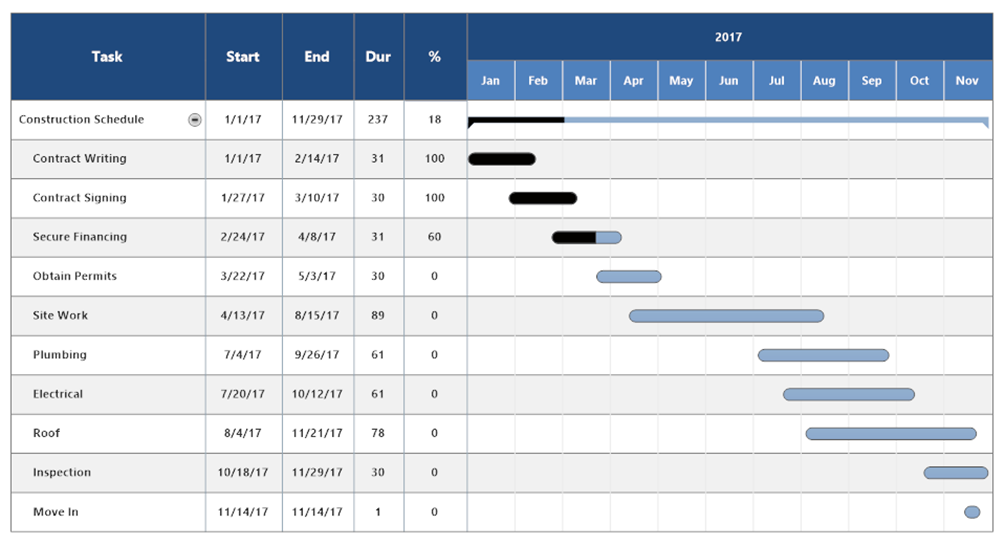 Task Start End Dur % 2017
Jan Feb Mar Apr May Jun Jul Aug Sep Oct Nov
Construction Schedule 1/1/17 11/29/17 237 18
Contract Writing 1/1/17 2/14/17 31 100
Contract Signing 1/27/17 3/10/17 30 100
Secure Financing 2/24/17 4/8/17 31 60
Obtain Permits 3/22/17 5/3/17 30 0
Site Work 4/13/17 8/15/17 89 0
Plumbing 7/4/17 9/26/17 61 0
Electrical 7/20/17 10/12/17 61 0
Roof 8/4/17 11/21/17 78 0
Inspection 10/18/17 11/29/17 30 0
Move In 11/14/17 11/14/17 1 0